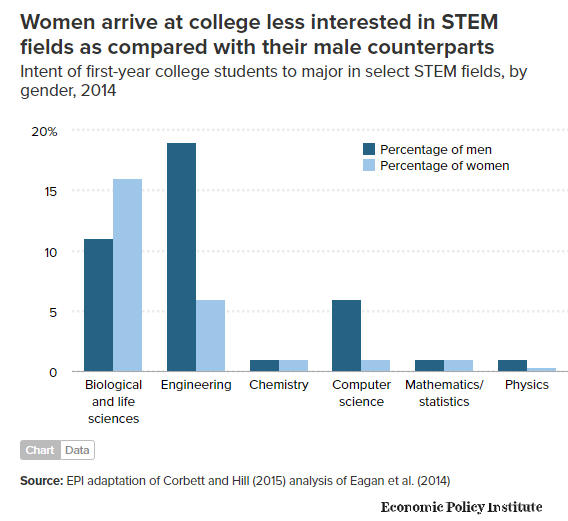 Women arrive at college less interested in STEM
fields as compared with their male counterparts
Intent of first-year college students to major in select STEM fields, by
gender, 2014
20%
Percentage of men
Percentage of women
15
10
5
0
Biological
and life
sciences
Engineering
Chemistry
Computer
science
Mathematics/
statistics
Physics
Chart Data
Source: EPI adaptation of Corbett and Hill (2015) analysis of Eagan et al. (2014)
Economic Policy Institute